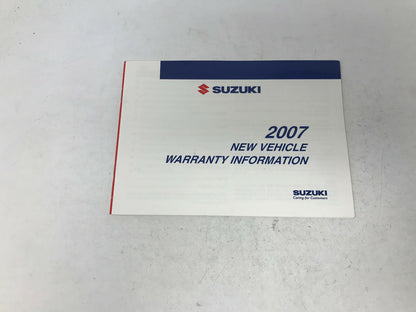 SUZUKI
2007
NEW VEHICLE
WARRANTY INFORMATION
SUZUKI
Caring for Customers